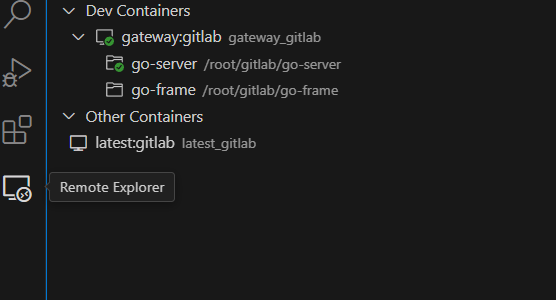 Dev Containers
gateway:gitlab gateway_gitlab
go-server /root/gitlab/go-server
go-frame /root/gitlab/go-frame
Other Containers
latest:gitlab latest_gitlab
Remote Explorer